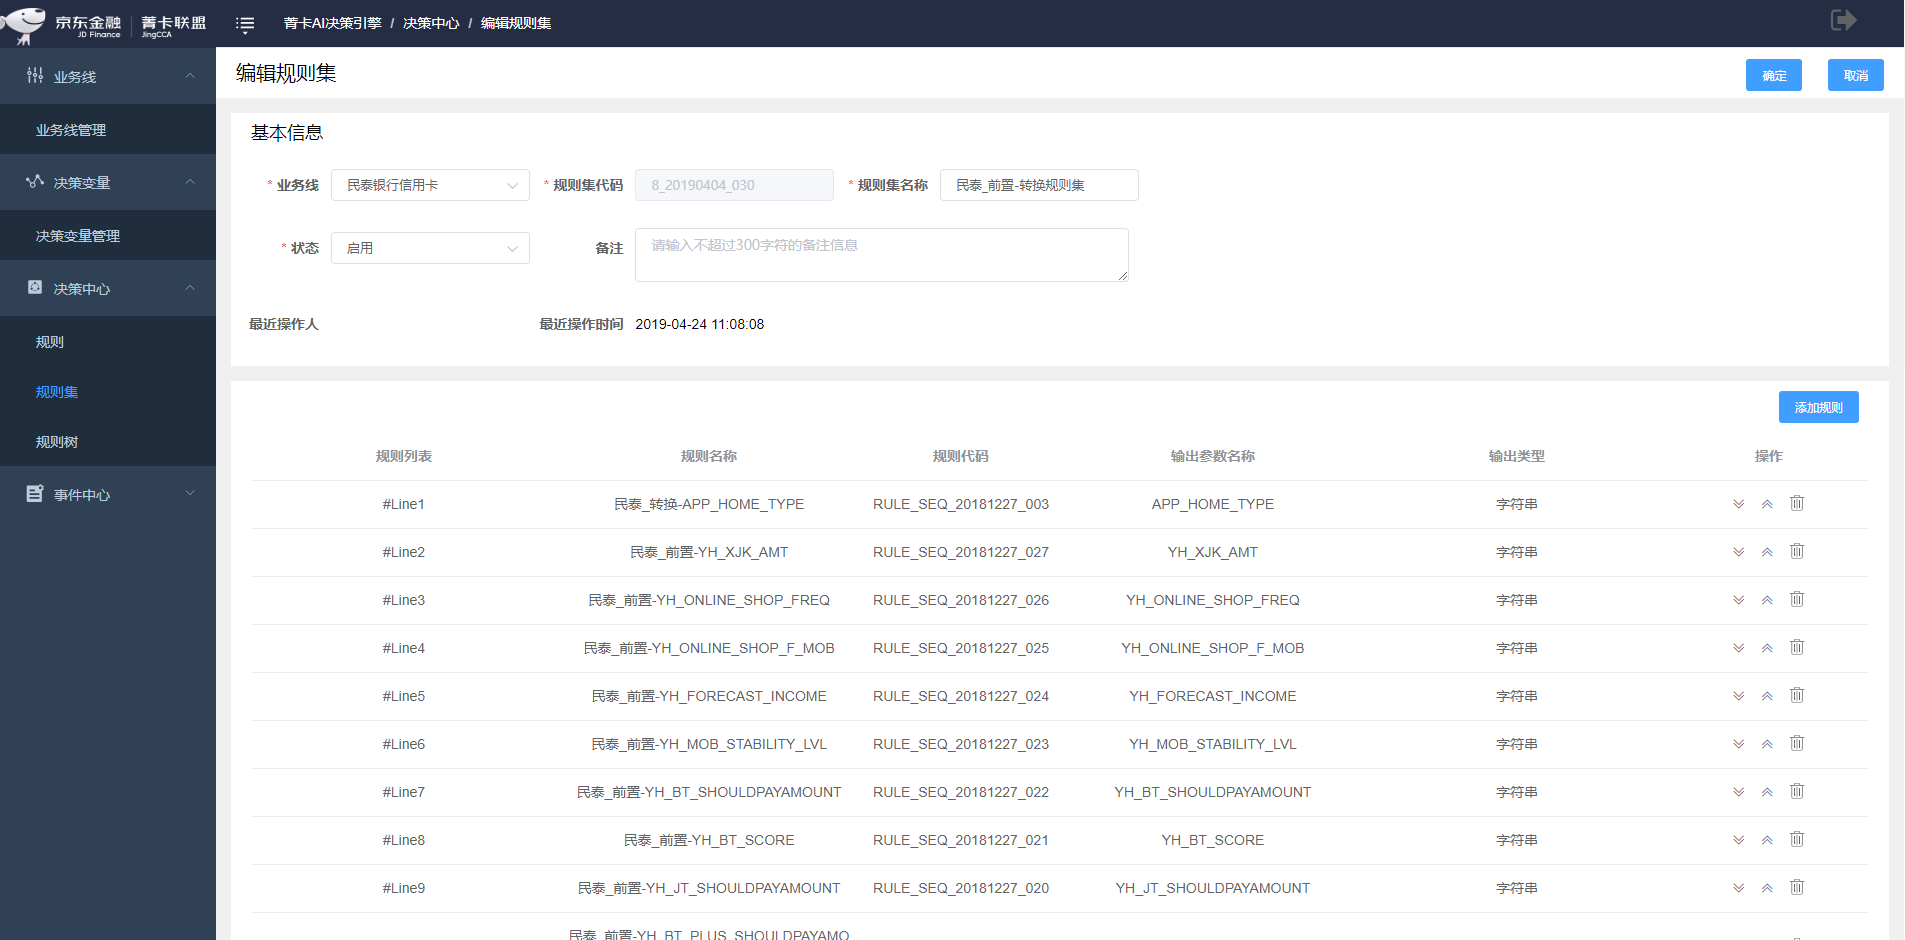 京东金融 菁卡联盟
JD Finance JingCCA
菁卡AI决策引擎 / 决策中心 / 编辑规则集
业务线
业务线管理
决策变量
决策变量管理
决策中心
规则
规则集
规则树
事件中心
编辑规则集
确定 取消
基本信息
* 业务线 民泰银行信用卡 * 规则集代码 8_20190404_030 * 规则集名称 民泰_前置-转换规则集
* 状态 启用 备注 请输入不超过300字符的备注信息
最近操作人 最近操作时间 2019-04-24 11:08:08
添加规则
规则列表 规则名称 规则代码 输出参数名称 输出类型 操作
#Line1 民泰_转换-APP_HOME_TYPE RULE_SEQ_20181227_003 APP_HOME_TYPE 字符串
#Line2 民泰_前置-YH_XJK_AMT RULE_SEQ_20181227_027 YH_XJK_AMT 字符串
#Line3 民泰_前置-YH_ONLINE_SHOP_FREQ RULE_SEQ_20181227_026 YH_ONLINE_SHOP_FREQ 字符串
#Line4 民泰_前置-YH_ONLINE_SHOP_F_MOB RULE_SEQ_20181227_025 YH_ONLINE_SHOP_F_MOB 字符串
#Line5 民泰_前置-YH_FORECAST_INCOME RULE_SEQ_20181227_024 YH_FORECAST_INCOME 字符串
#Line6 民泰_前置-YH_MOB_STABILITY_LVL RULE_SEQ_20181227_023 YH_MOB_STABILITY_LVL 字符串
#Line7 民泰_前置-YH_BT_SHOULDPAYAMOUNT RULE_SEQ_20181227_022 YH_BT_SHOULDPAYAMOUNT 字符串
#Line8 民泰_前置-YH_BT_SCORE RULE_SEQ_20181227_021 YH_BT_SCORE 字符串
#Line9 民泰_前置-YH_JT_SHOULDPAYAMOUNT RULE_SEQ_20181227_020 YH_JT_SHOULDPAYAMOUNT 字符串
民泰_前置-YH_BT_PLUS_SHOULDPAYAMO